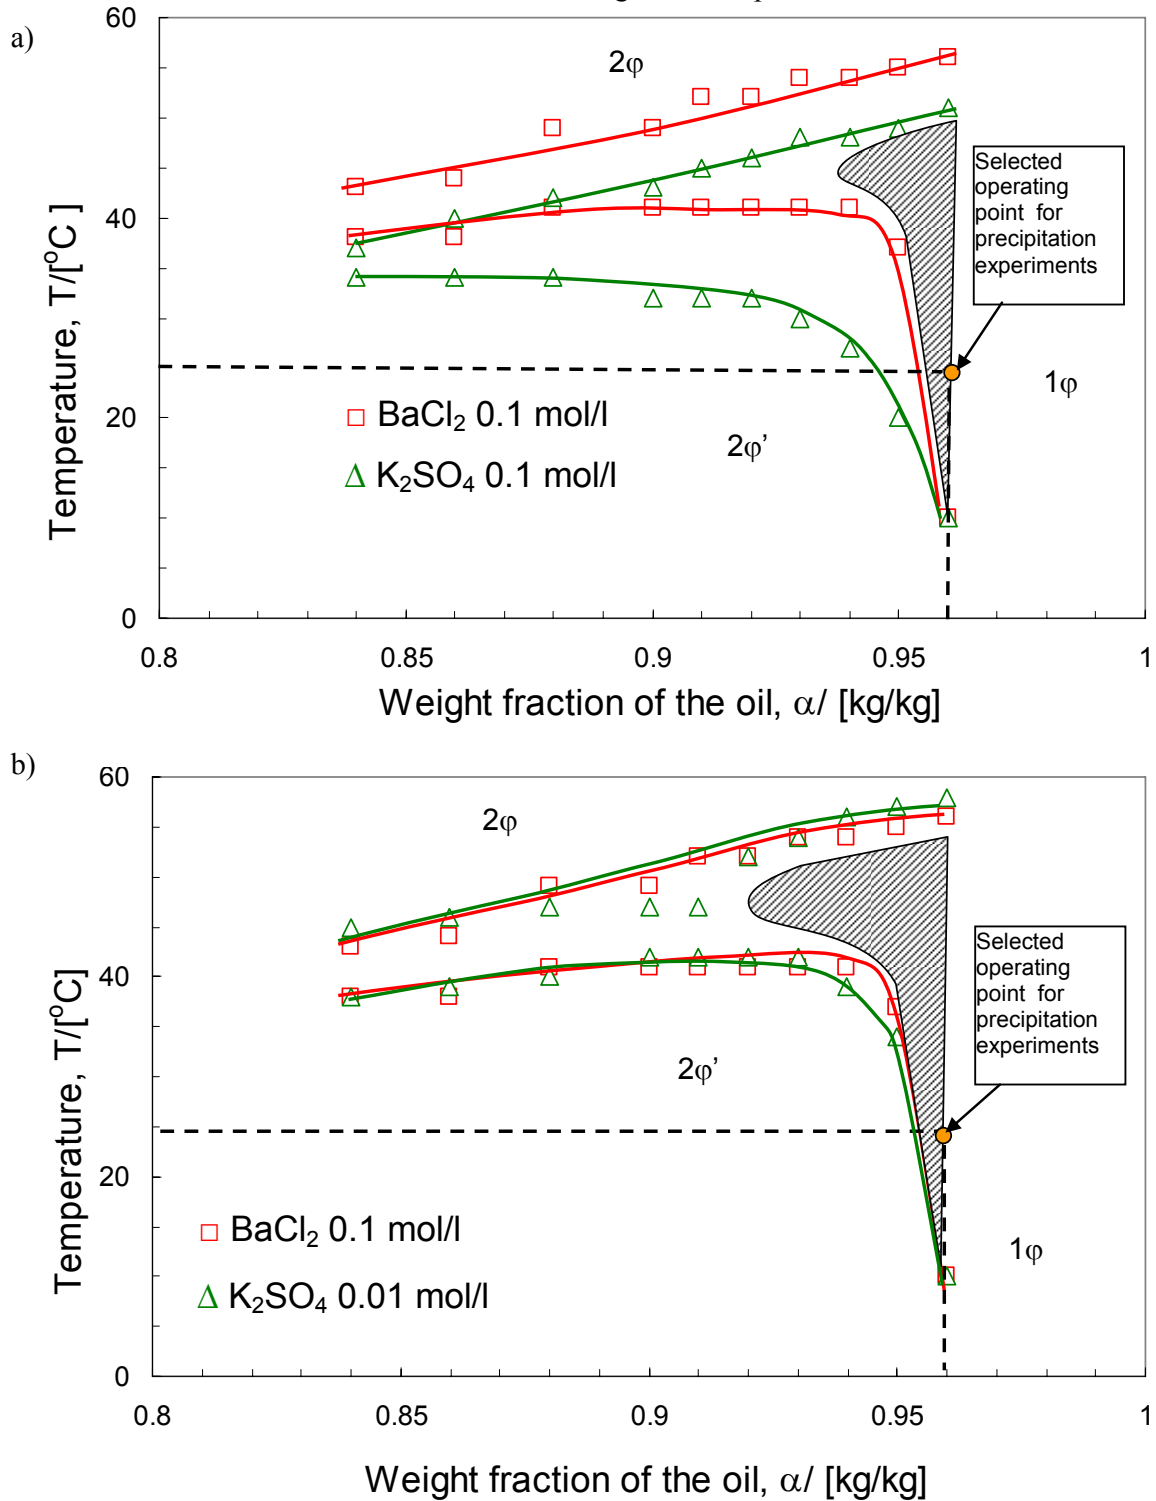 a)
60
40
20
0
Temperature, T/[°C ]
2φ
Selected
operating
point for
precipitation
experiments
1φ
BaCl₂ 0.1 mol/l
2φ’
K₂SO₄ 0.1 mol/l
0.8 0.85 0.9 0.95 1
Weight fraction of the oil, α/ [kg/kg]
b)
60
40
20
0
Temperature, T/[°C]
2φ
Selected
operating
point for
precipitation
experiments
2φ’
BaCl₂ 0.1 mol/l
1φ
K₂SO₄ 0.01 mol/l
0.8 0.85 0.9 0.95 1
Weight fraction of the oil, α/ [kg/kg]